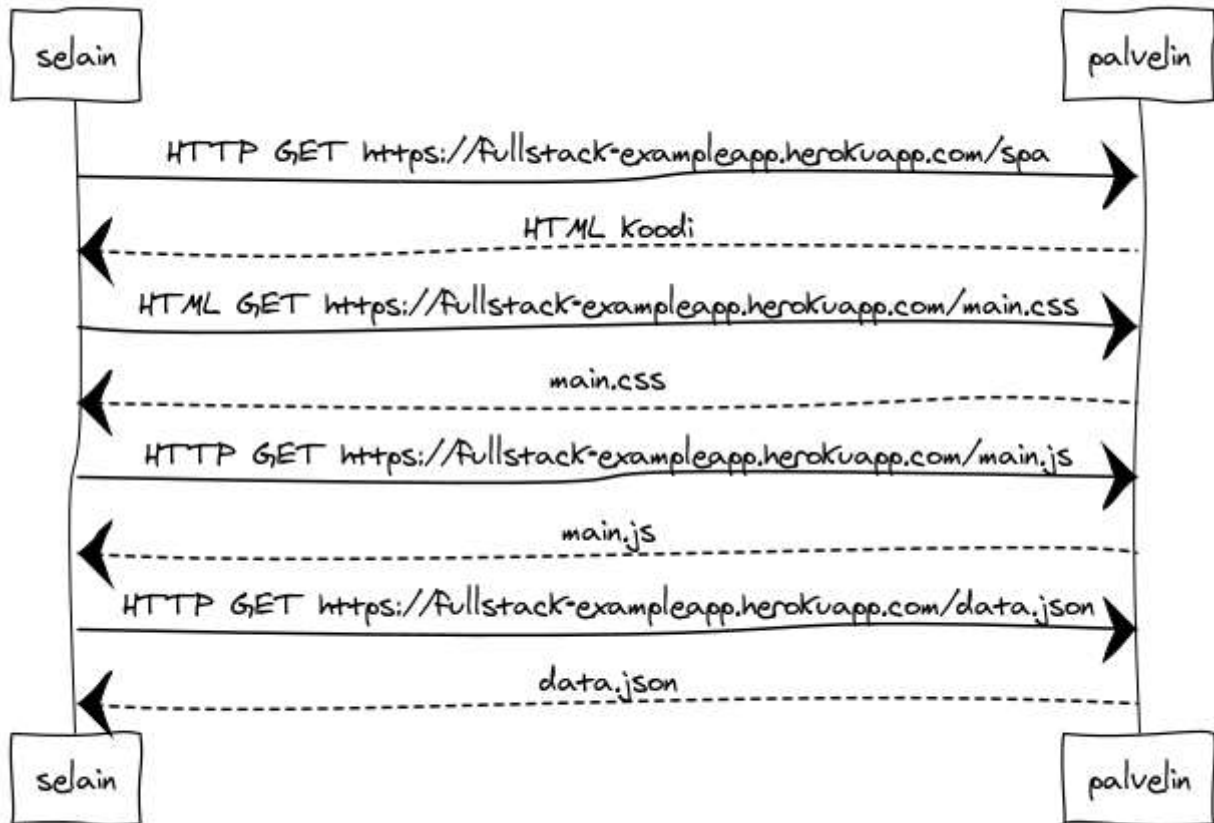 selain
palvelin
HTTP GET https://fullstack-exampleapp.herokuapp.com/spa
HTML koodi
HTML GET https://fullstack-exampleapp.herokuapp.com/main.css
main.css
HTTP GET https://fullstack-exampleapp.herokuapp.com/main.js
main.js
HTTP GET https://fullstack-exampleapp.herokuapp.com/data.json
data.json
selain
palvelin